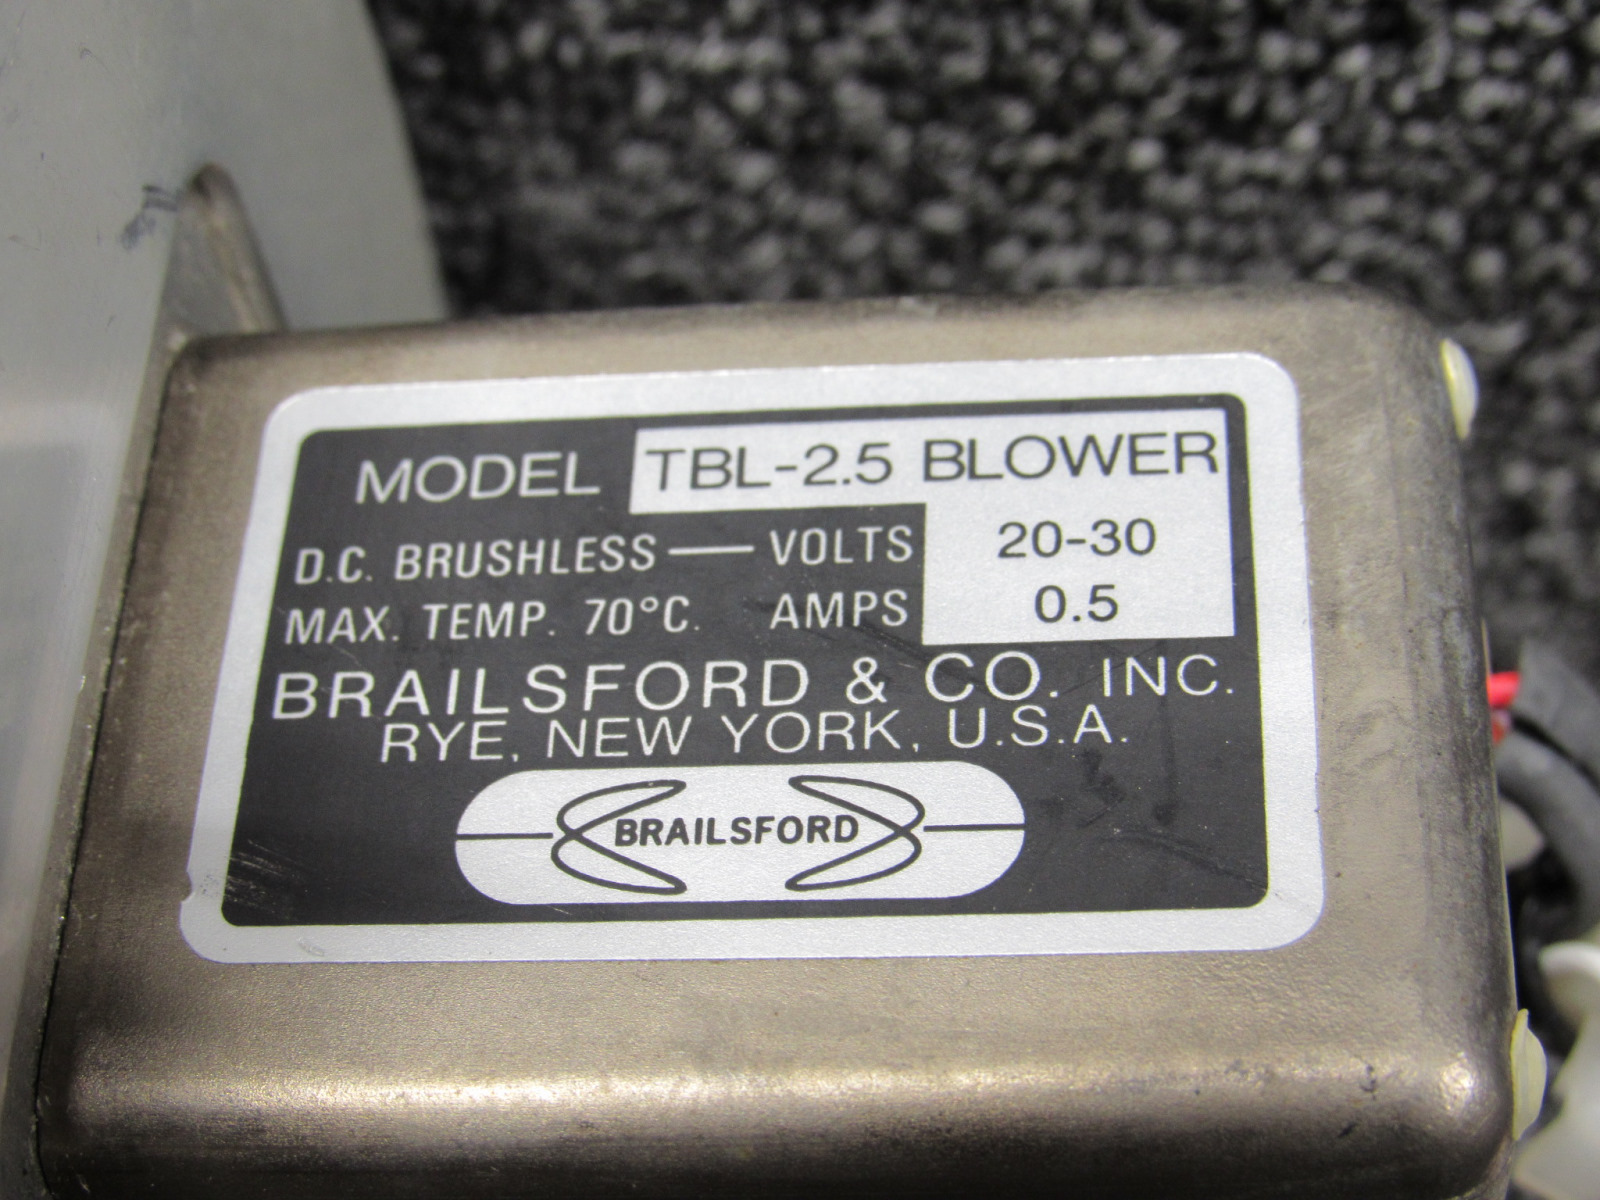 MODEL TBL-2.5 BLOWER
D.C. BRUSHLESS — VOLTS 20-30
MAX. TEMP. 70°C. AMPS 0.5
BRAILSFORD & CO. INC.
RYE, NEW YORK, U.S.A.
BRAILSFORD